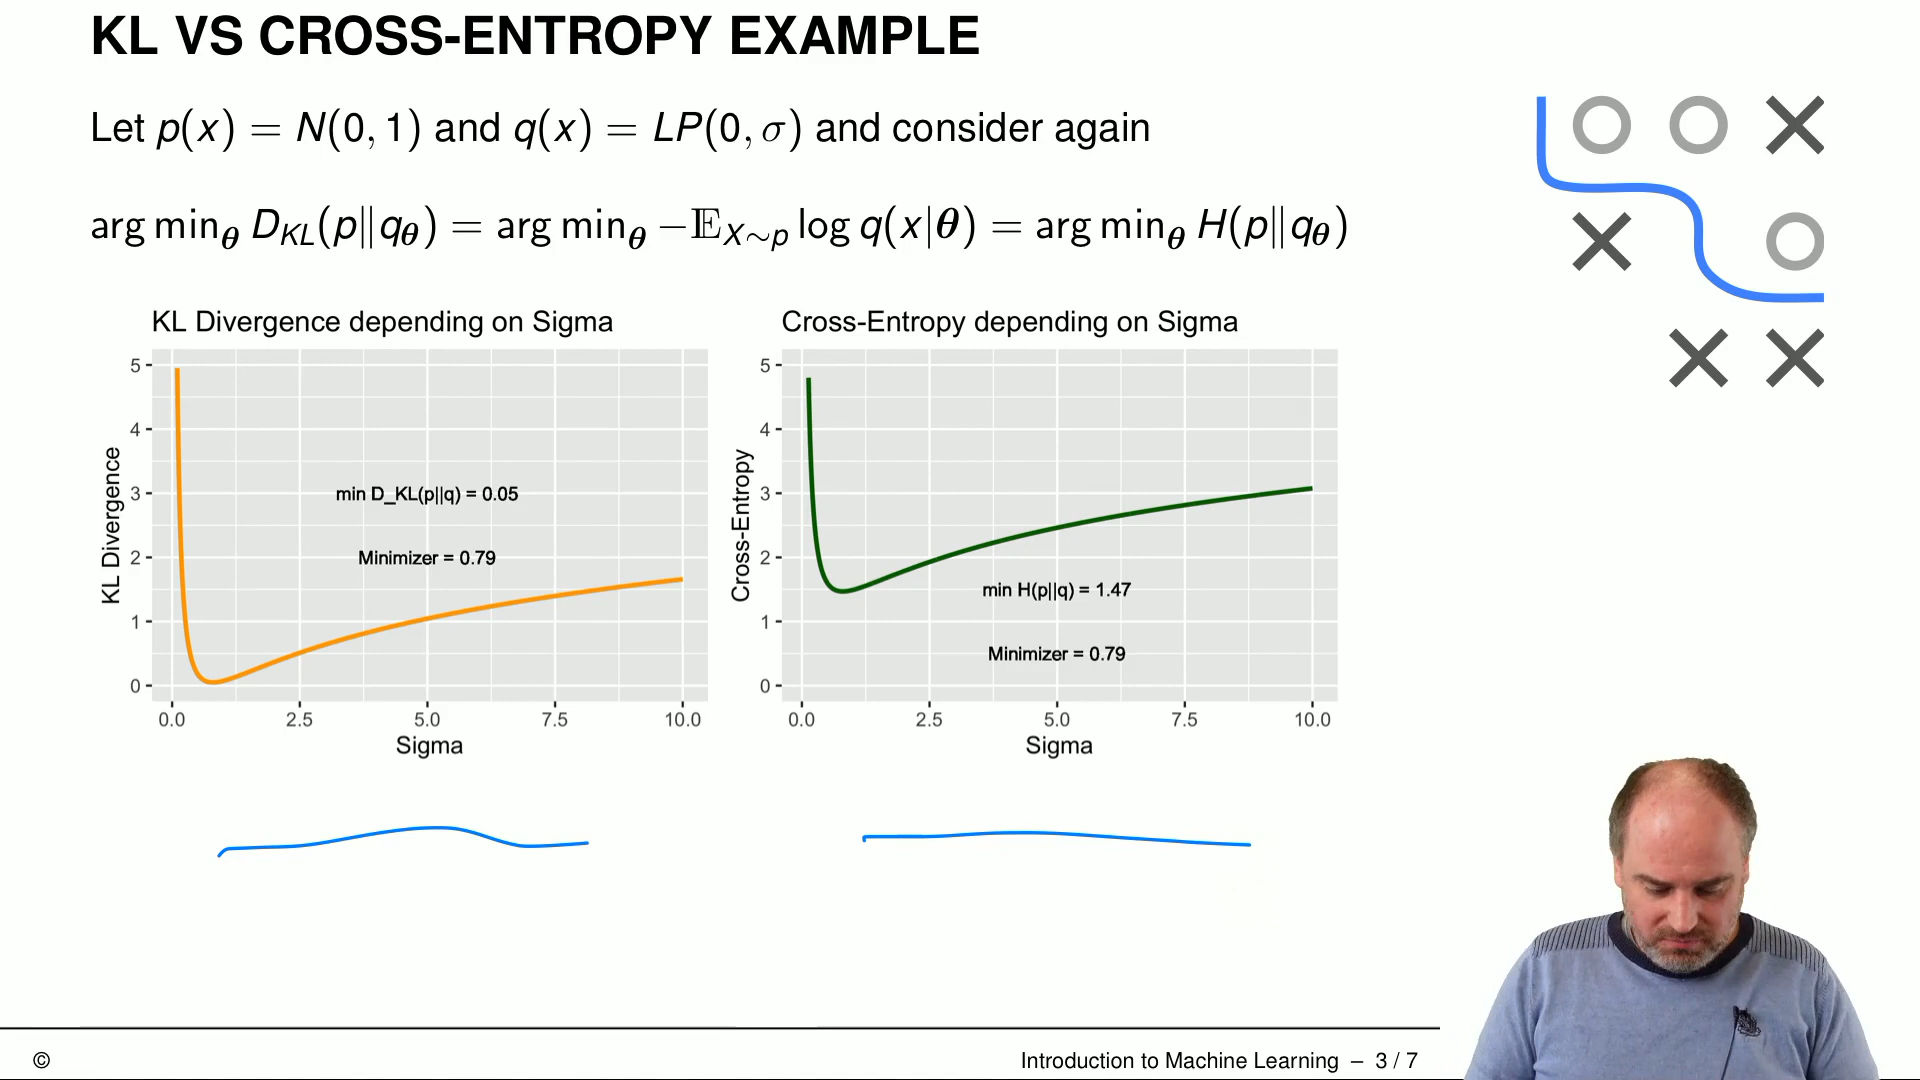 KL VS CROSS-ENTROPY EXAMPLE
Let p(x) = N(0, 1) and q(x) = LP(0, σ) and consider again
arg min_θ D_KL(p‖q_θ) = arg min_θ −𝔼_X∼p log q(x|θ) = arg min_θ H(p‖q_θ)
KL Divergence depending on Sigma
5
4
3
2
1
0
KL Divergence
min D_KL(p||q) = 0.05
Minimizer = 0.79
0.0 2.5 5.0 7.5 10.0
Sigma
Cross-Entropy depending on Sigma
5
4
3
2
1
0
Cross-Entropy
min H(p||q) = 1.47
Minimizer = 0.79
0.0 2.5 5.0 7.5 10.0
Sigma
©
Introduction to Machine Learning – 3 / 7